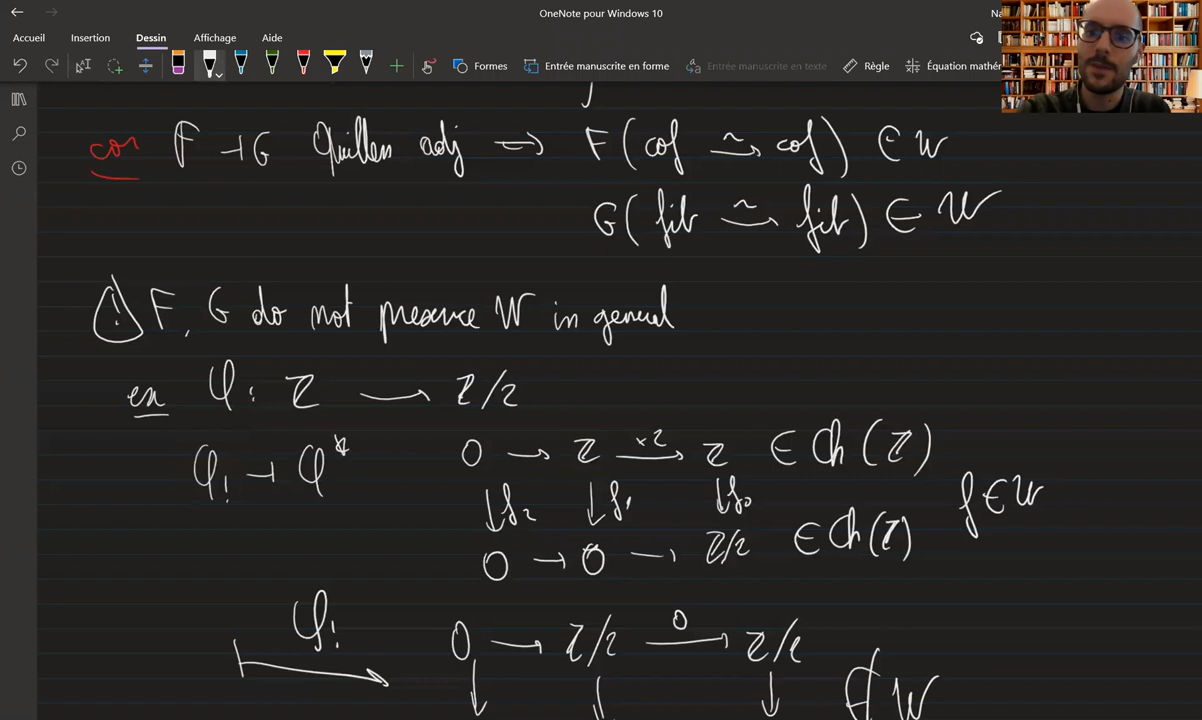 OneNote pour Windows 10
Accueil Insertion Dessin Affichage Aide
Formes Entrée manuscrite en forme Entrée manuscrite en texte Règle Équation mathé
cor F ⊣ G Quillen adj ⟺ F(cof ⥲ cof) ∈ W
G(fib ⥲ fib) ∈ W
⚠ F, G do not preserve W in general
ex φ: Z → Z/2
φ! ⊣ φ*
0 → Z ×2→ Z ∈ Ch(Z)
↓f₂ ↓f₁ ↓f₀ f ∈ W
0 → 0 → Z/2 ∈ Ch(Z)
φ! ↦ 0 → Z/2 0→ Z/2
↓ ↓ ↓ ∉ W